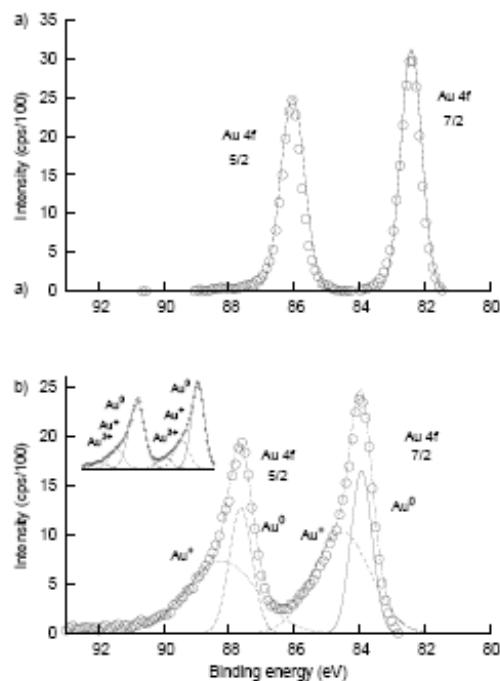 a)
35
30
25
20
15
10
5
0
Intensity (cps/100)
Au 4f
5/2
Au 4f
7/2
a)
92 90 88 86 84 82 80
b)
25
20
15
10
5
0
Intensity (cps/100)
Au⁰
Au⁺
Au³⁺
Au⁰
Au⁺
Au³⁺
Au 4f
5/2
Au 4f
7/2
Au⁰
Au⁺
Au⁰
Au⁺
92 90 88 86 84 82 80
Binding energy (eV)